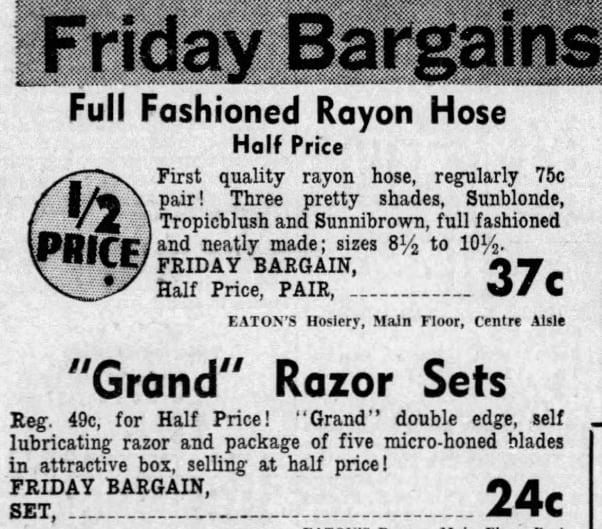 Friday Bargains
Full Fashioned Rayon Hose
Half Price
1/2
PRICE
First quality rayon hose, regularly 75c
pair! Three pretty shades, Sunblonde,
Tropicblush and Sunnibrown, full fashioned
and neatly made; sizes 8½ to 10½.
FRIDAY BARGAIN,
Half Price, PAIR, ------------ 37c
EATON'S Hosiery, Main Floor, Centre Aisle
"Grand" Razor Sets
Reg. 49c, for Half Price! "Grand" double edge, self
lubricating razor and package of five micro-honed blades
in attractive box, selling at half price!
FRIDAY BARGAIN,
SET, ------------------------------ 24c